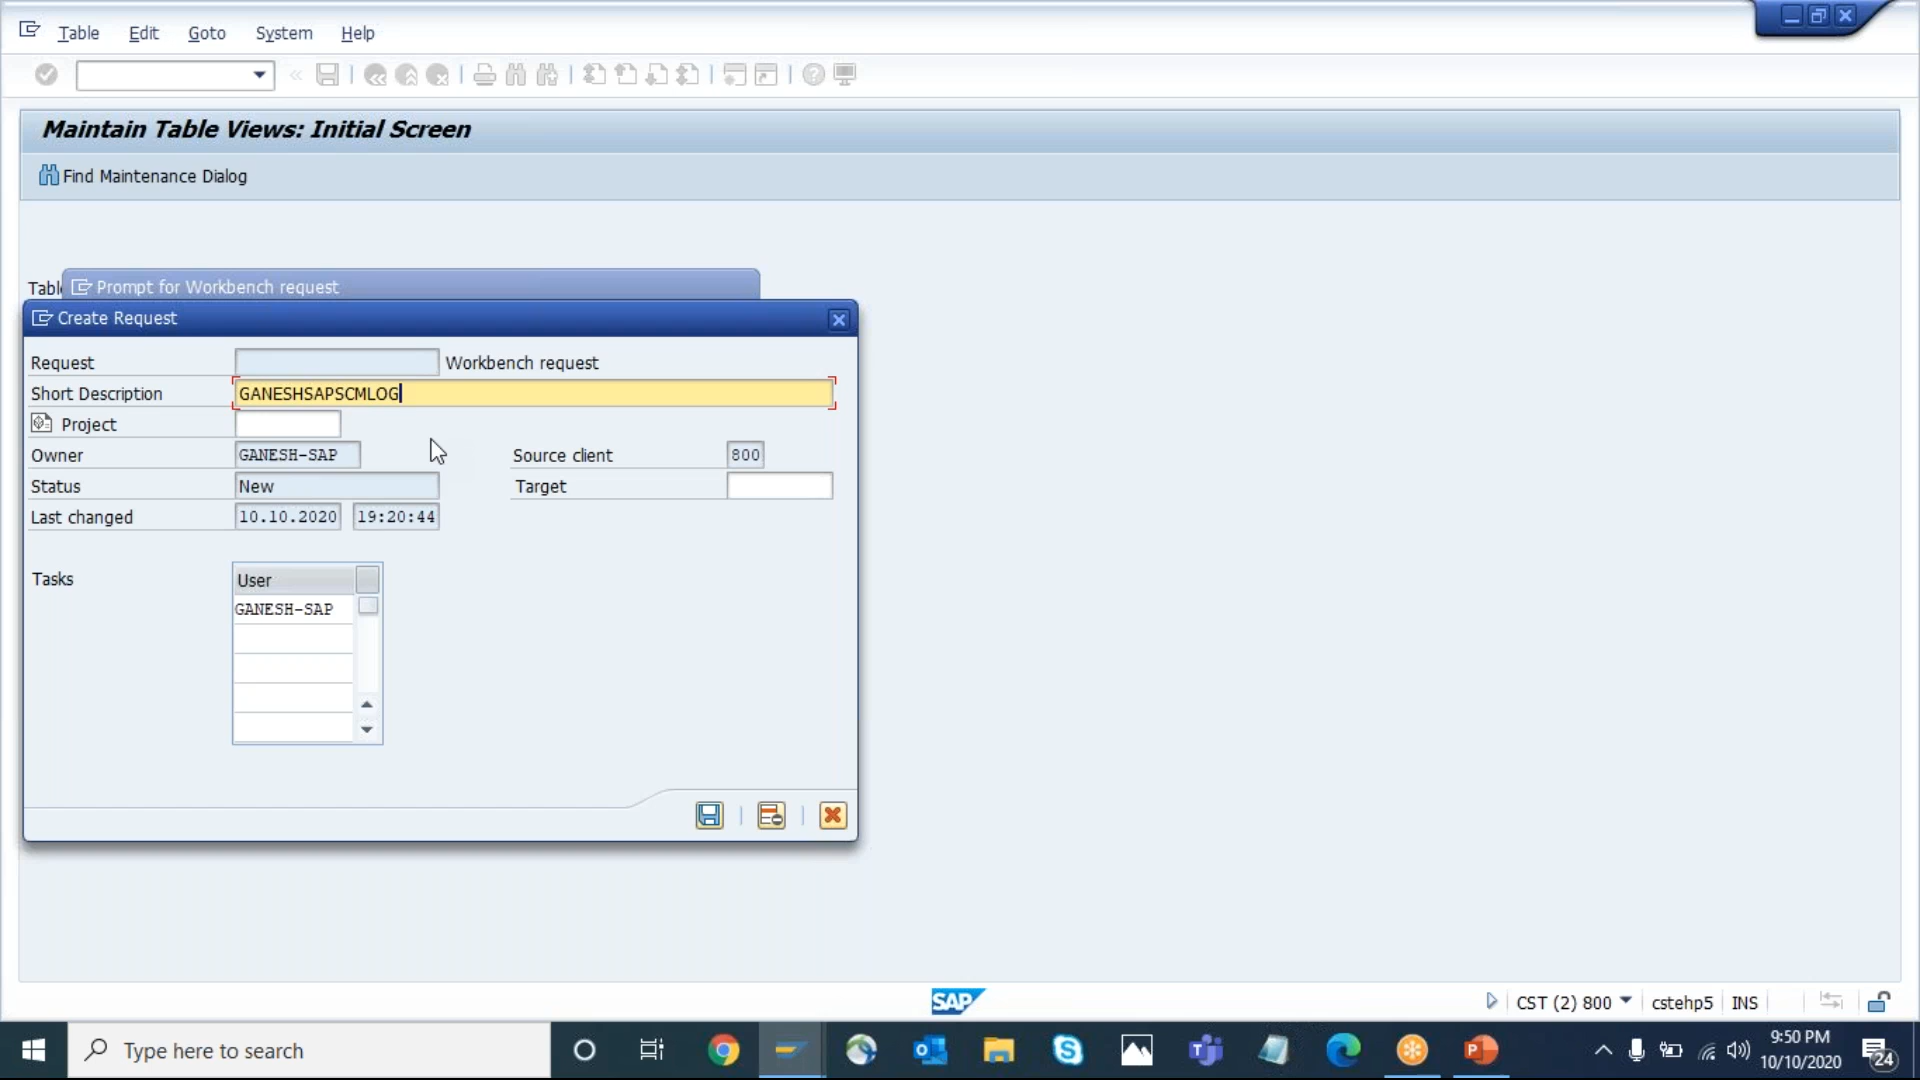 Table Edit Goto System Help
Maintain Table Views: Initial Screen
Find Maintenance Dialog
Prompt for Workbench request
Create Request
Request Workbench request
Short Description GANESHSAPSCMLOG
Project
Owner GANESH-SAP Source client 800
Status New Target
Last changed 10.10.2020 19:20:44
Tasks User
GANESH-SAP
SAP
CST (2) 800 cstehp5 INS
Type here to search
9:50 PM
10/10/2020
24